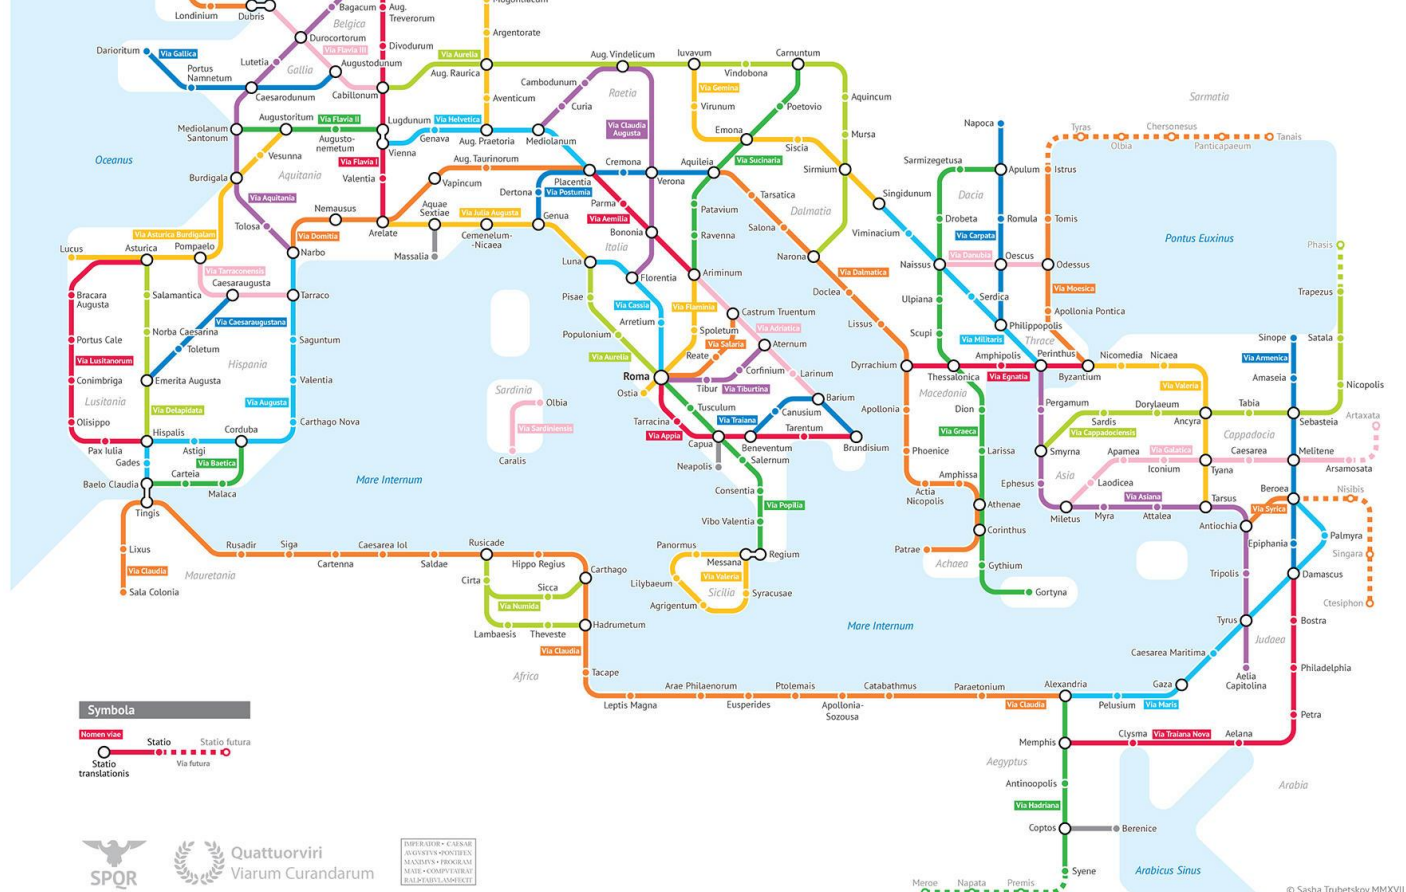 Mogontiacum
Bagacum
Aug.
Treverorum
Londinium
Dubris
Belgica
Durocortorum
Argentorate
Darioritum
Via Gallica
Via Flavia III
Divodurum
Via Aurelia
Aug. Vindelicum
Iuvavum
Carnuntum
Lutetia
Gallia
Augustodunum
Portus
Namnetum
Aug. Raurica
Cambodunum
Vindobona
Caesarodunum
Cabillonum
Raetia
Via Gemina
Aventicum
Curia
Virunum
Petovio
Aquincum
Sarmatia
Augustoritum
Via Flavia II
Lugdunum
Via Helvetica
Via Claudia
Augusta
Mediolanum
Santonum
Emona
Mursa
Napoca
Tyras
Chersonesus
Tanais
Augusto-
nemetum
Genava
Aug. Praetoria
Mediolanum
Siscia
Olbia
Panticapaeum
Oceanus
Vesunna
Vienna
Via Flavia I
Aug. Taurinorum
Cremona
Aquileia
Via Sucinaria
Sarmizegetusa
Aquitania
Valentia
Vapincum
Placentia
Verona
Sirmium
Apulum
Istrus
Burdigala
Via Aquitania
Dertona
Via Postumia
Tarsatica
Singidunum
Dacia
Nemausus
Aquae
Sextiae
Via Julia Augusta
Genua
Parma
Patavium
Dalmatia
Via Aemilia
Salona
Drobeta
Romula
Tomis
Tolosa
Via Asturica Burdigalam
Via Domitia
Arelate
Cemenelum
-Nicaea
Bononia
Ravenna
Viminacium
Via Carpata
Pontus Euxinus
Italia
Lucus
Asturica
Pompaelo
Narbo
Massalia
Luna
Narona
Via Danubia
Oescus
Phasis
Via Tarraconensis
Florentia
Ariminum
Via Dalmatica
Naissus
Odessus
Caesaraugusta
Doclea
Bracara
Augusta
Salamantica
Tarraco
Pisae
Via Cassia
Via Flaminia
Castrum Truentum
Ulpiana
Serdica
Via Moesica
Trapezus
Apollonia Pontica
Via Caesaraugustana
Arretium
Spoletum
Via Adriatica
Lissus
Philippopolis
Norba Caesarina
Populonium
Scupi
Via Militaris
Thrace
Sinope
Satala
Portus Cale
Toletum
Saguntum
Via Salaria
Aternum
Via Lusitanorum
Hispania
Via Aurelia
Reate
Amphipolis
Perinthus
Nicomedia
Nicaea
Via Armenica
Dyrrachium
Thessalonica
Via Egnatia
Byzantium
Corfinium
Larinum
Conimbriga
Emerita Augusta
Valentia
Roma
Amaseia
Nicopolis
Lusitania
Via Augusta
Sardinia
Ostia
Tibur
Via Tiburtina
Macedonia
Via Valeria
Via Delapidata
Olbia
Tusculum
Barium
Apollonia
Dion
Pergamum
Dorylaeum
Tabia
Artaxata
Olisippo
Carthago Nova
Via Sardiniensis
Tarracina
Via Traiana
Canusium
Sardis
Ancyra
Sebasteia
Hispalis
Corduba
Via Appia
Tarentum
Via Graeca
Via Cappadociensis
Cappadocia
Pax Iulia
Astigi
Capua
Beneventum
Brundisium
Phoenice
Larissa
Smyrna
Apamea
Via Galatica
Caesarea
Melitene
Gades
Via Baetica
Caralis
Neapolis
Salernum
Asia
Iconium
Tyana
Arsamosata
Carteia
Mare Internum
Amphissa
Baelo Claudia
Malaca
Consentia
Actia
Nicopolis
Ephesus
Laodicea
Via Asiana
Tarsus
Beroea
Nisibis
Via Popilia
Athenae
Tingis
Miletus
Myra
Attalea
Via Syrica
Vibo Valentia
Corinthus
Antiochia
Lixus
Rusadir
Siga
Caesarea Iol
Rusicade
Panormus
Patrae
Epiphania
Palmyra
Cartenna
Saldae
Hippo Regius
Messana
Regium
Achaea
Gythium
Singara
Via Claudia
Mauretania
Carthago
Via Valeria
Tripolis
Damascus
Cirta
Sicca
Lilybaeum
Sicilia
Syracusae
Gortyna
Sala Colonia
Via Numida
Agrigentum
Ctesiphon
Lambaesis
Theveste
Hadrumetum
Mare Internum
Tyrus
Bostra
Judaea
Via Claudia
Caesarea Maritima
Africa
Tacape
Aelia
Capitolina
Philadelphia
Arae Philaenorum
Ptolemais
Catabathmus
Paraetonium
Alexandria
Gaza
Leptis Magna
Eusperides
Apollonia-
Sozousa
Via Claudia
Pelusium
Via Maris
Petra
Symbola
Nomen viae
Statio
Statio futura
Memphis
Clysma
Via Traiana Nova
Aelana
Statio
translationis
Via futura
Aegyptus
Antinoopolis
Arabia
Via Hadriana
Coptos
Berenice
Quattuorviri
Viarum Curandarum
SPQR
IMPERATOR • CAESAR
AVGVSTVS • PONTIFEX
MAXIMVS • PROGRAM
MATE • COMPVTATRAT
RALI • TABVLAM • FECIT
Syene
Arabicus Sinus
Meroe
Napata
Premis
© Sasha Trubetskoy MMXVII